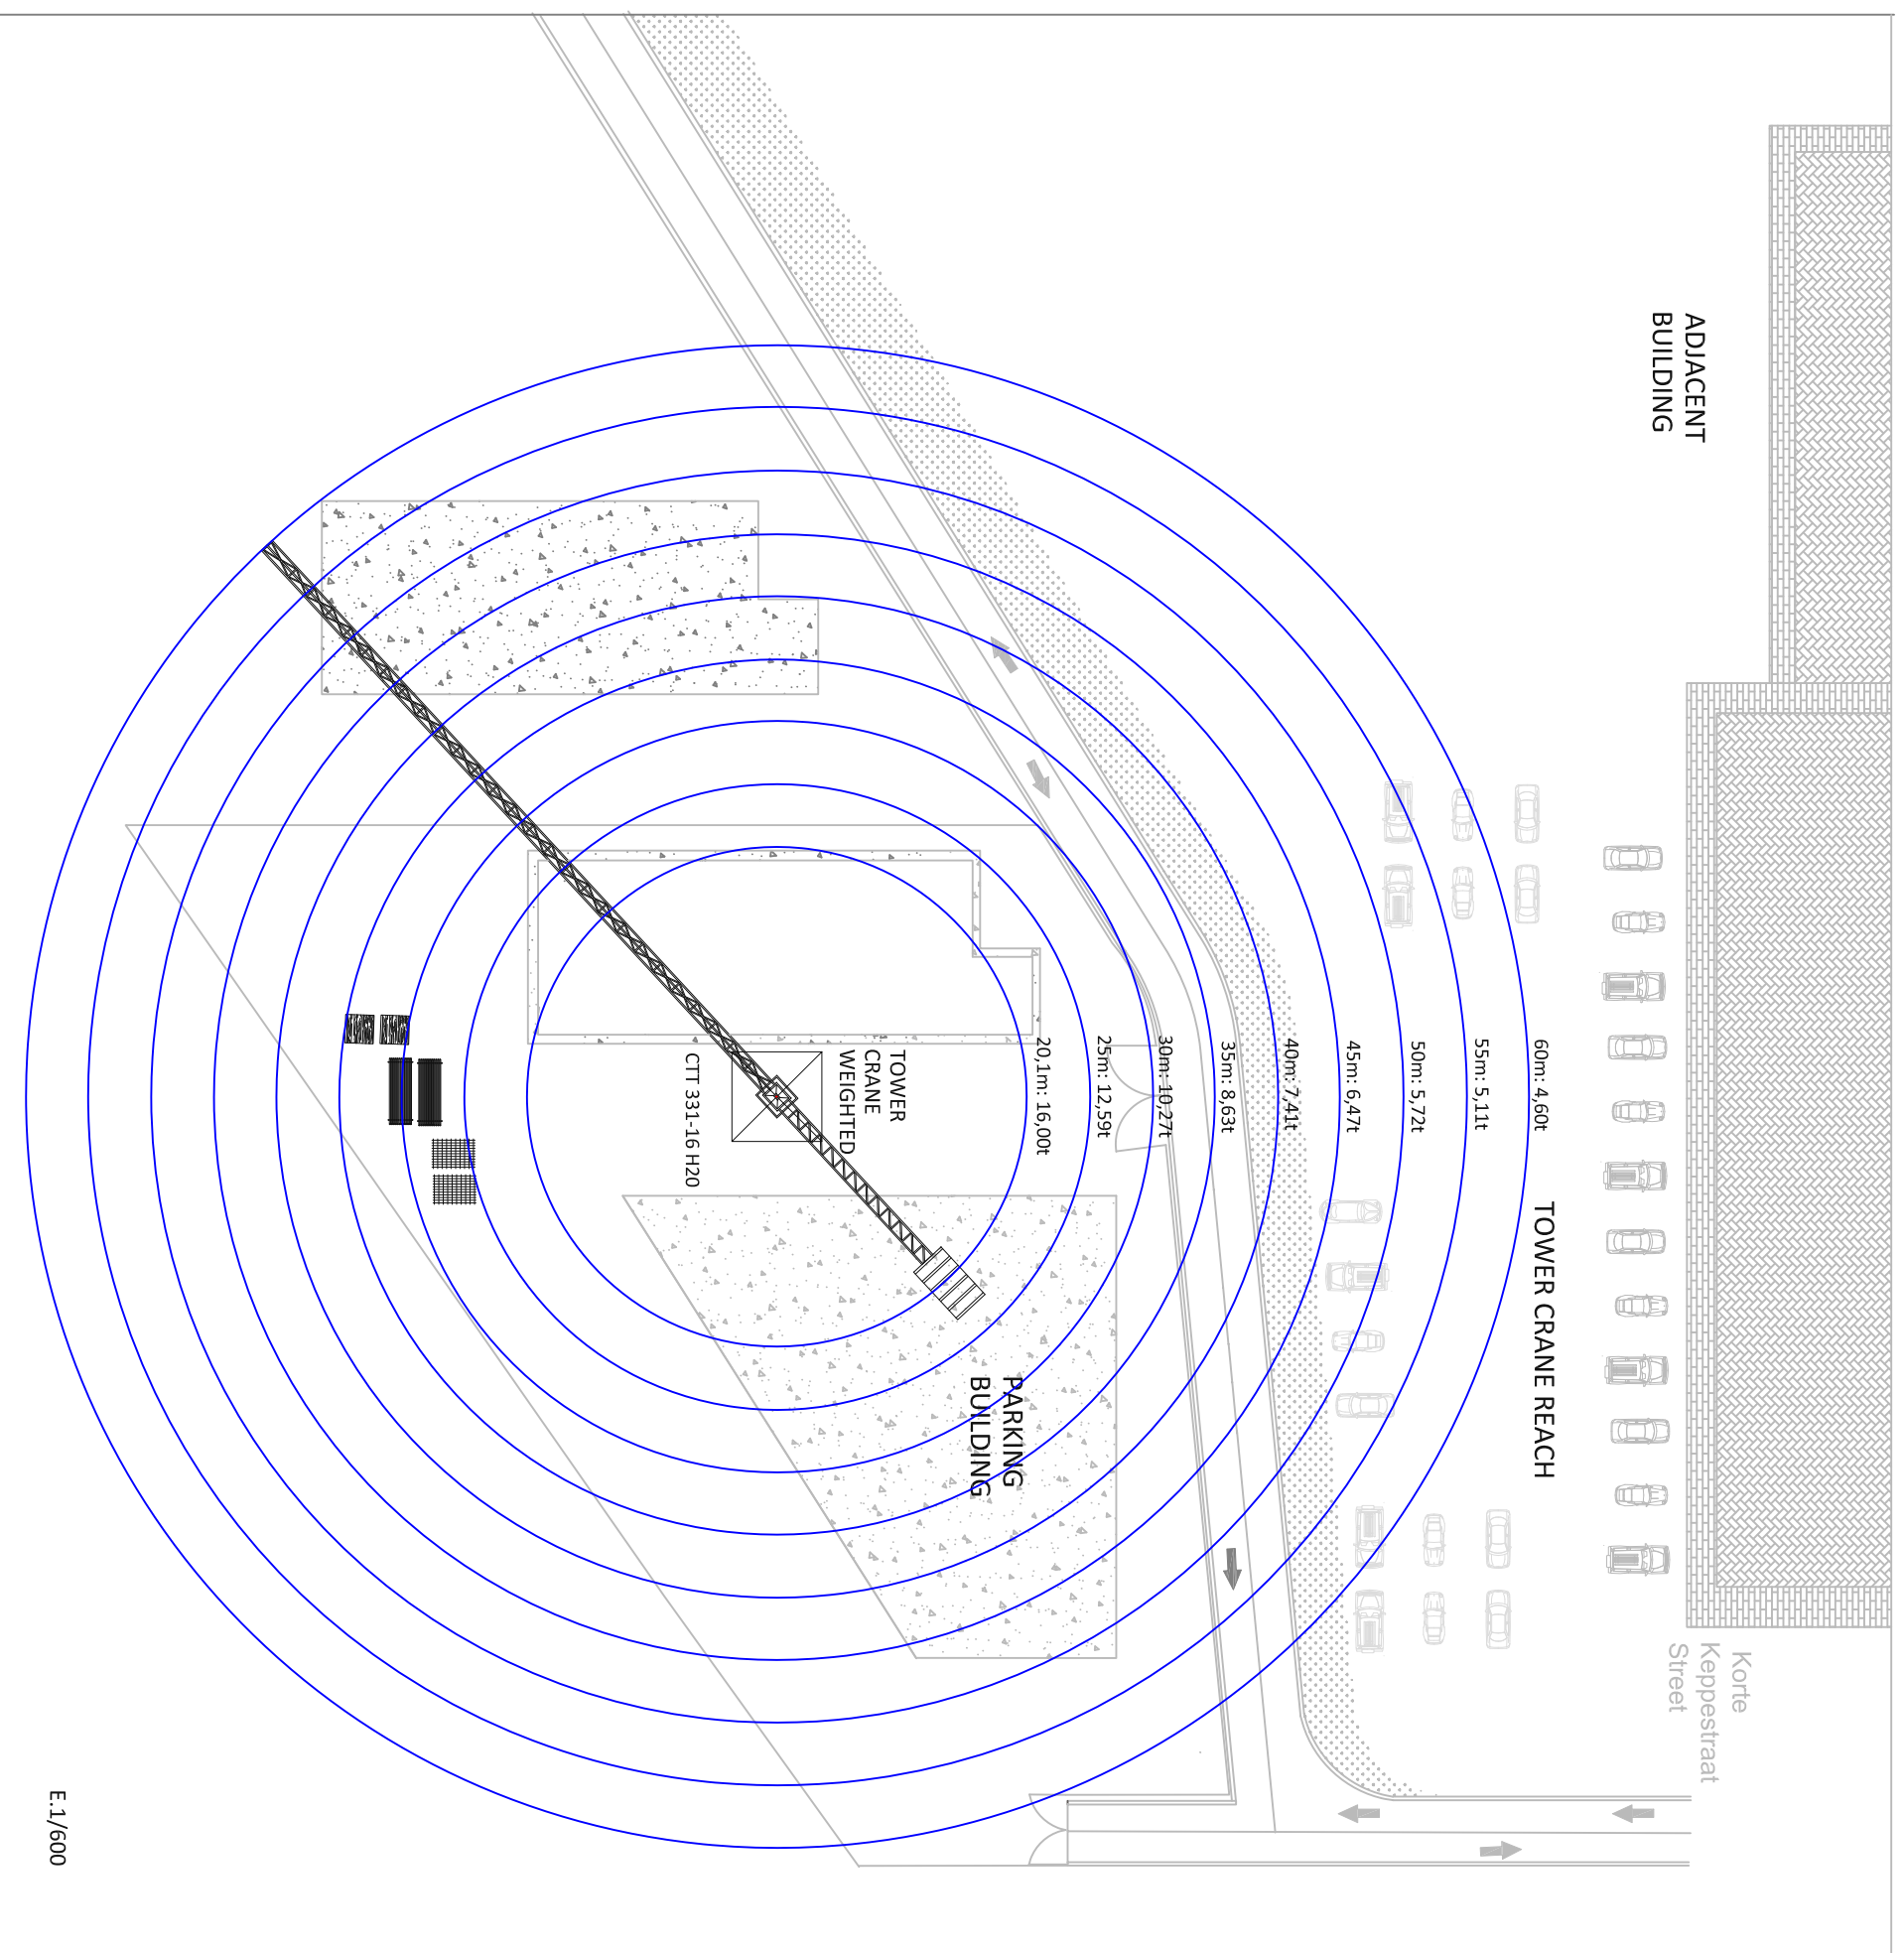 ADJACENT
BUILDING
TOWER CRANE REACH
60m: 4,60t
55m: 5,11t
50m: 5,72t
45m: 6,47t
40m: 7,41t
35m: 8,63t
30m: 10,27t
25m: 12,59t
20,1m: 16,00t
TOWER
CRANE
WEIGHTED
CTT 331-16 H20
PARKING
BUILDING
Korte
Keppestraat
Street
E.1/600